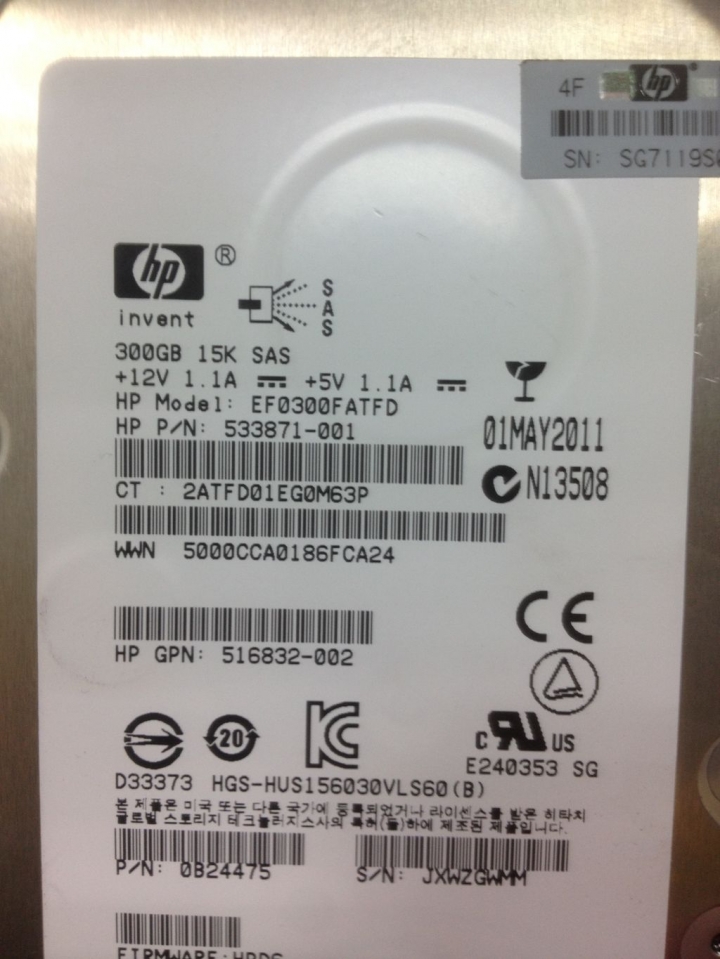 4F hp
SN: SG7119S
hp ®
invent
SAS
300GB 15K SAS
+12V 1.1A +5V 1.1A
HP Model: EF0300FATFD
HP P/N: 533871-001
01MAY2011
CT : 2ATFD01EG0M63P
N13508
WWN 5000CCA0186FCA24
CE
HP GPN: 516832-002
20
KC
c RU US
E240353 SG
D33373 HGS-HUS156030VLS60(B)
본 제품은 미국 또는 다른 국가에 등록되었거나 라이센스를 받은 히타치
글로벌 스토리지 테크놀러지스사의 특허(들)하에 제조된 제품입니다.
P/N: 0B24475 S/N: JXWZGWMM
FIRMWARE:HPD